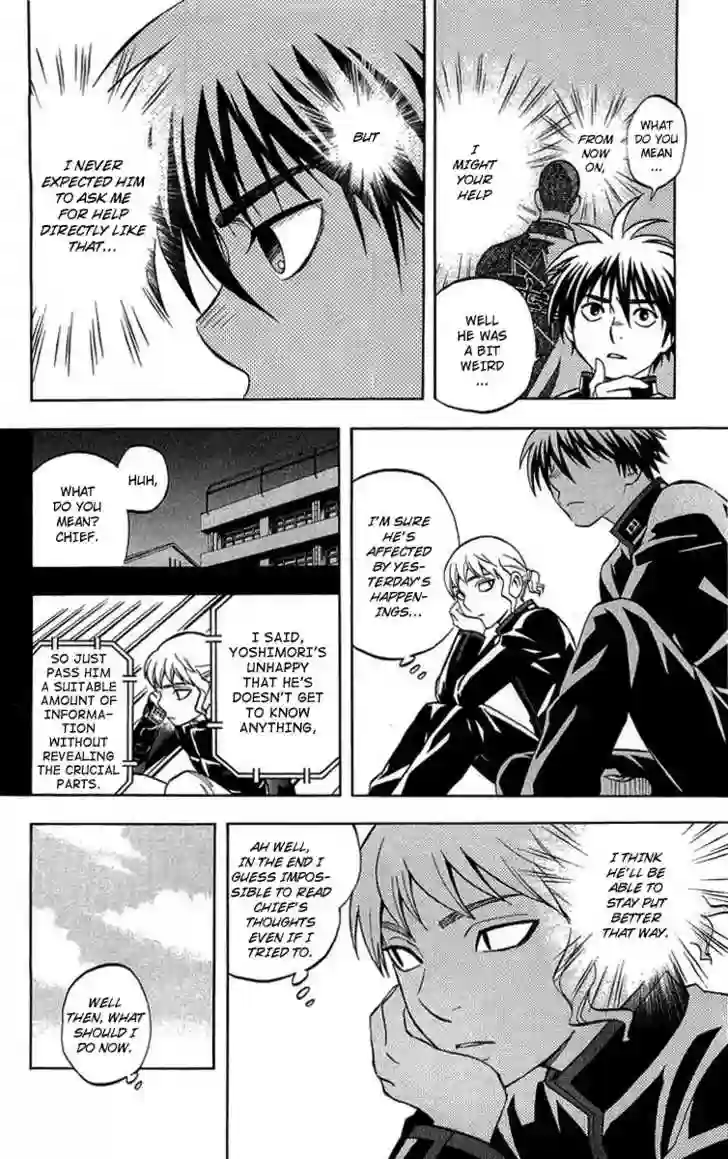 WHAT
DO YOU
MEAN
...
FROM
NOW
ON,
I
MIGHT
YOUR
HELP
WELL
HE WAS
A BIT
WEIRD
...
BUT
I NEVER
EXPECTED HIM
TO ASK ME
FOR HELP
DIRECTLY LIKE
THAT...
I'M SURE
HE'S
AFFECTED
BY YES-
TERDAY'S
HAPPEN-
INGS...
HUH,
WHAT
DO YOU
MEAN?
CHIEF.
I SAID,
YOSHIMORI'S
UNHAPPY
THAT HE'S
DOESN'T GET
TO KNOW
ANYTHING,
SO JUST
PASS HIM
A SUITABLE
AMOUNT OF
INFORMA-
TION
WITHOUT
REVEALING
THE CRUCIAL
PARTS.
I THINK
HE'LL BE
ABLE TO
STAY PUT
BETTER
THAT WAY.
AH WELL,
IN THE END I
GUESS IMPOS-
SIBLE TO READ
CHIEF'S
THOUGHTS
EVEN IF I
TRIED TO.
WELL
THEN, WHAT
SHOULD I
DO NOW.